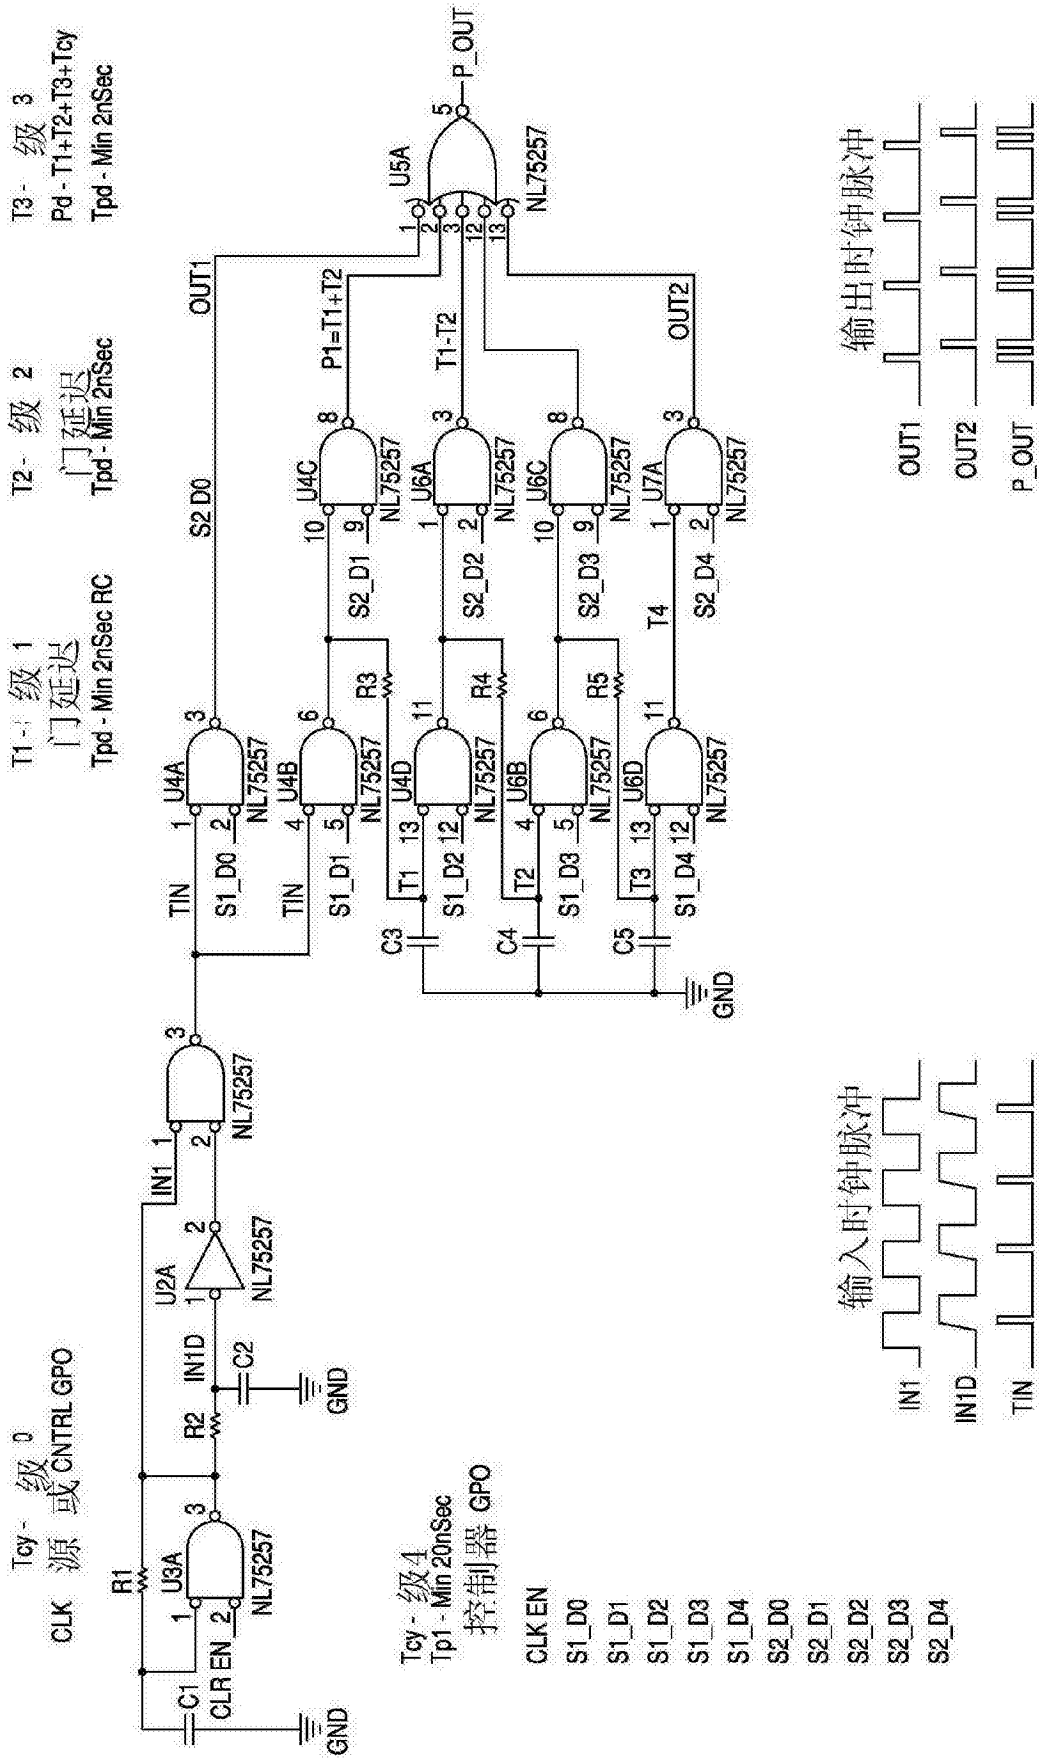 Tcy - 级 0
CLK 源 或 CNTRL GPO
T1 - 级 1
门延迟
Tpd - Min 2nSec RC
T2 - 级 2
门延迟
Tpd - Min 2nSec
T3 - 级 3
Pd - T1+T2+T3+Tcy
Tpd - Min 2nSec
R1
C1
GND
CLR EN
1
2
3
U3A
NL75257
R2
IN1D
C2
GND
U2A
1
2
NL75257
IN1
1
2
3
NL75257
TIN
S1_D0
1
2
3
U4A
NL75257
S2 D0
OUT1
TIN
S1_D1
4
5
6
U4B
NL75257
R3
10
9
8
S2_D1
U4C
NL75257
P1=T1+T2
C3
T1
S1_D2
13
12
11
U4D
NL75257
R4
1
2
3
S2_D2
U6A
NL75257
T1-T2
C4
T2
S1_D3
4
5
6
U6B
NL75257
R5
10
9
8
S2_D3
U6C
NL75257
C5
T3
S1_D4
13
12
11
U6D
NL75257
T4
1
2
3
S2_D4
U7A
NL75257
OUT2
GND
1
2
3
12
13
U5A
5
P_OUT
NL75257
Tcy - 级4
Tp1 - Min 20nSec
控制器 GPO
CLK EN
S1_D0
S1_D1
S1_D2
S1_D3
S1_D4
S2_D0
S2_D1
S2_D2
S2_D3
S2_D4
输入时钟脉冲
IN1
IN1D
TIN
输出时钟脉冲
OUT1
OUT2
P_OUT